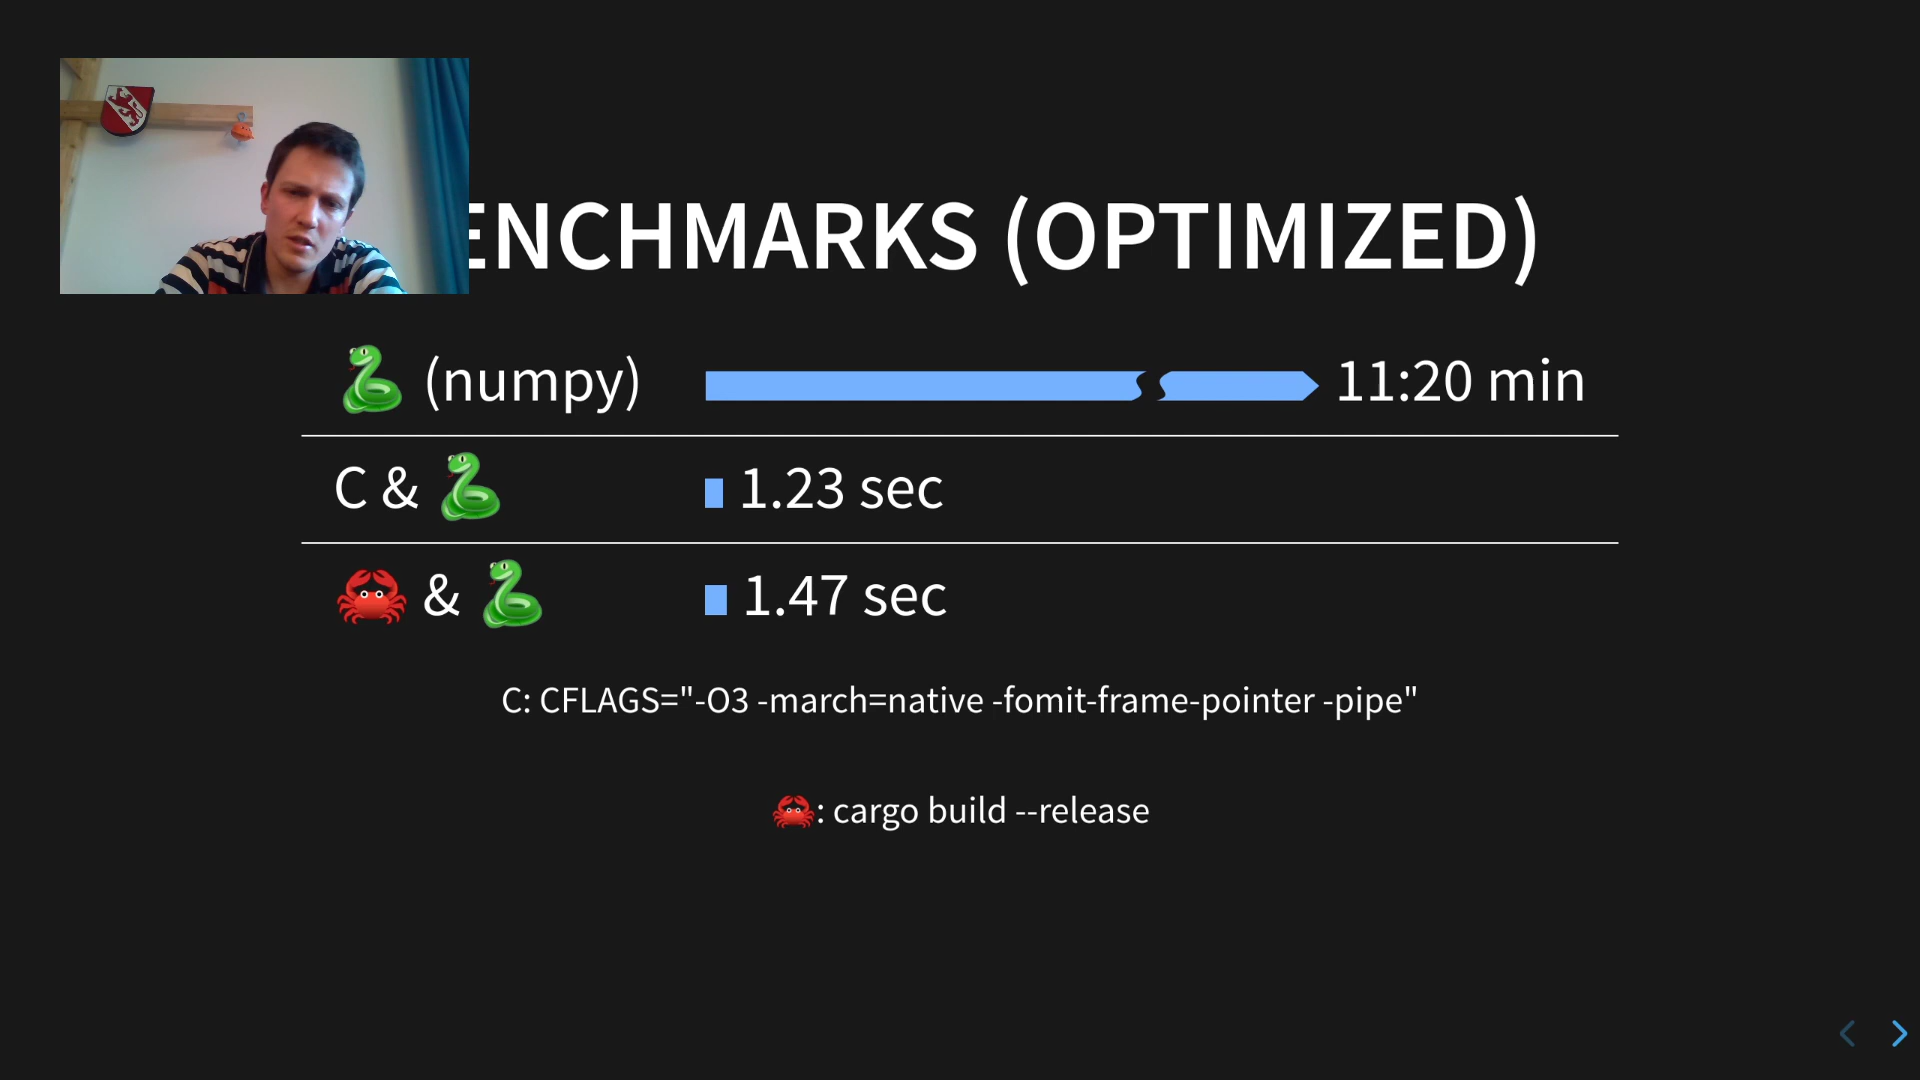 ENCHMARKS (OPTIMIZED)
🐍 (numpy) 11:20 min
C & 🐍 1.23 sec
🦀 & 🐍 1.47 sec
C: CFLAGS="-O3 -march=native -fomit-frame-pointer -pipe"
🦀: cargo build --release